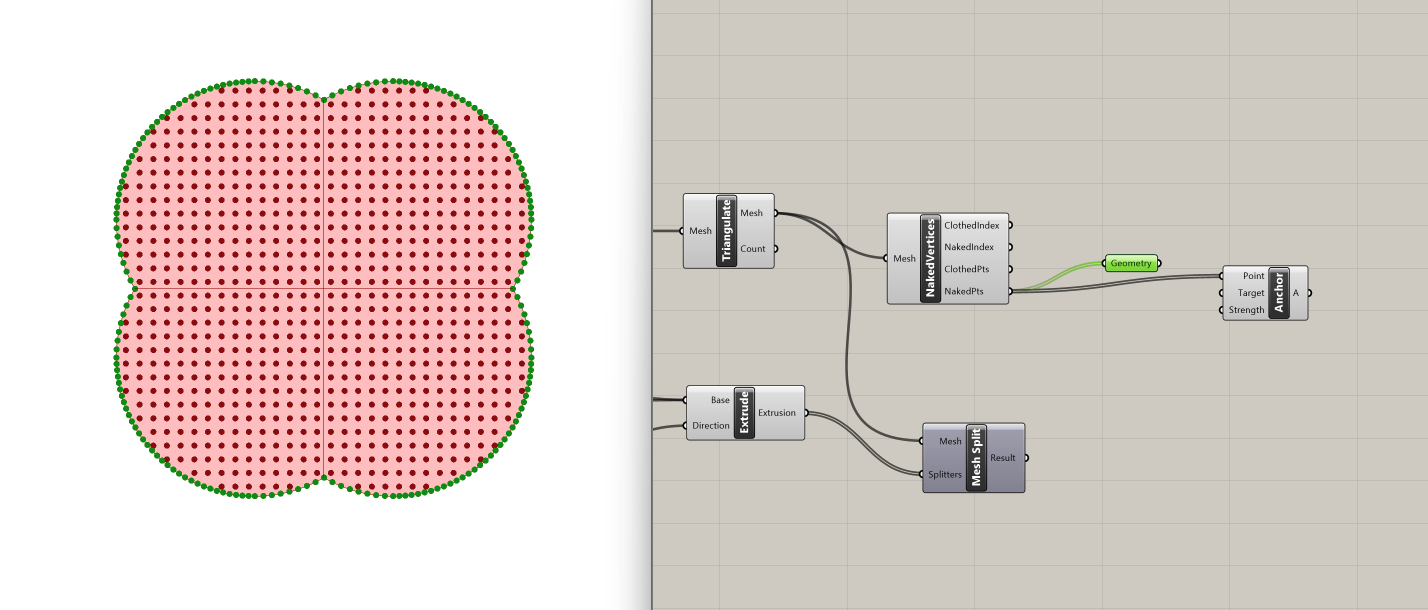 Triangulate
Mesh
Mesh
Count
NakedVertices
Mesh
ClothedIndex
NakedIndex
ClothedPts
NakedPts
Geometry
Anchor
Point
Target
Strength
A
Extrude
Base
Direction
Extrusion
Mesh Split
Mesh
Splitters
Result